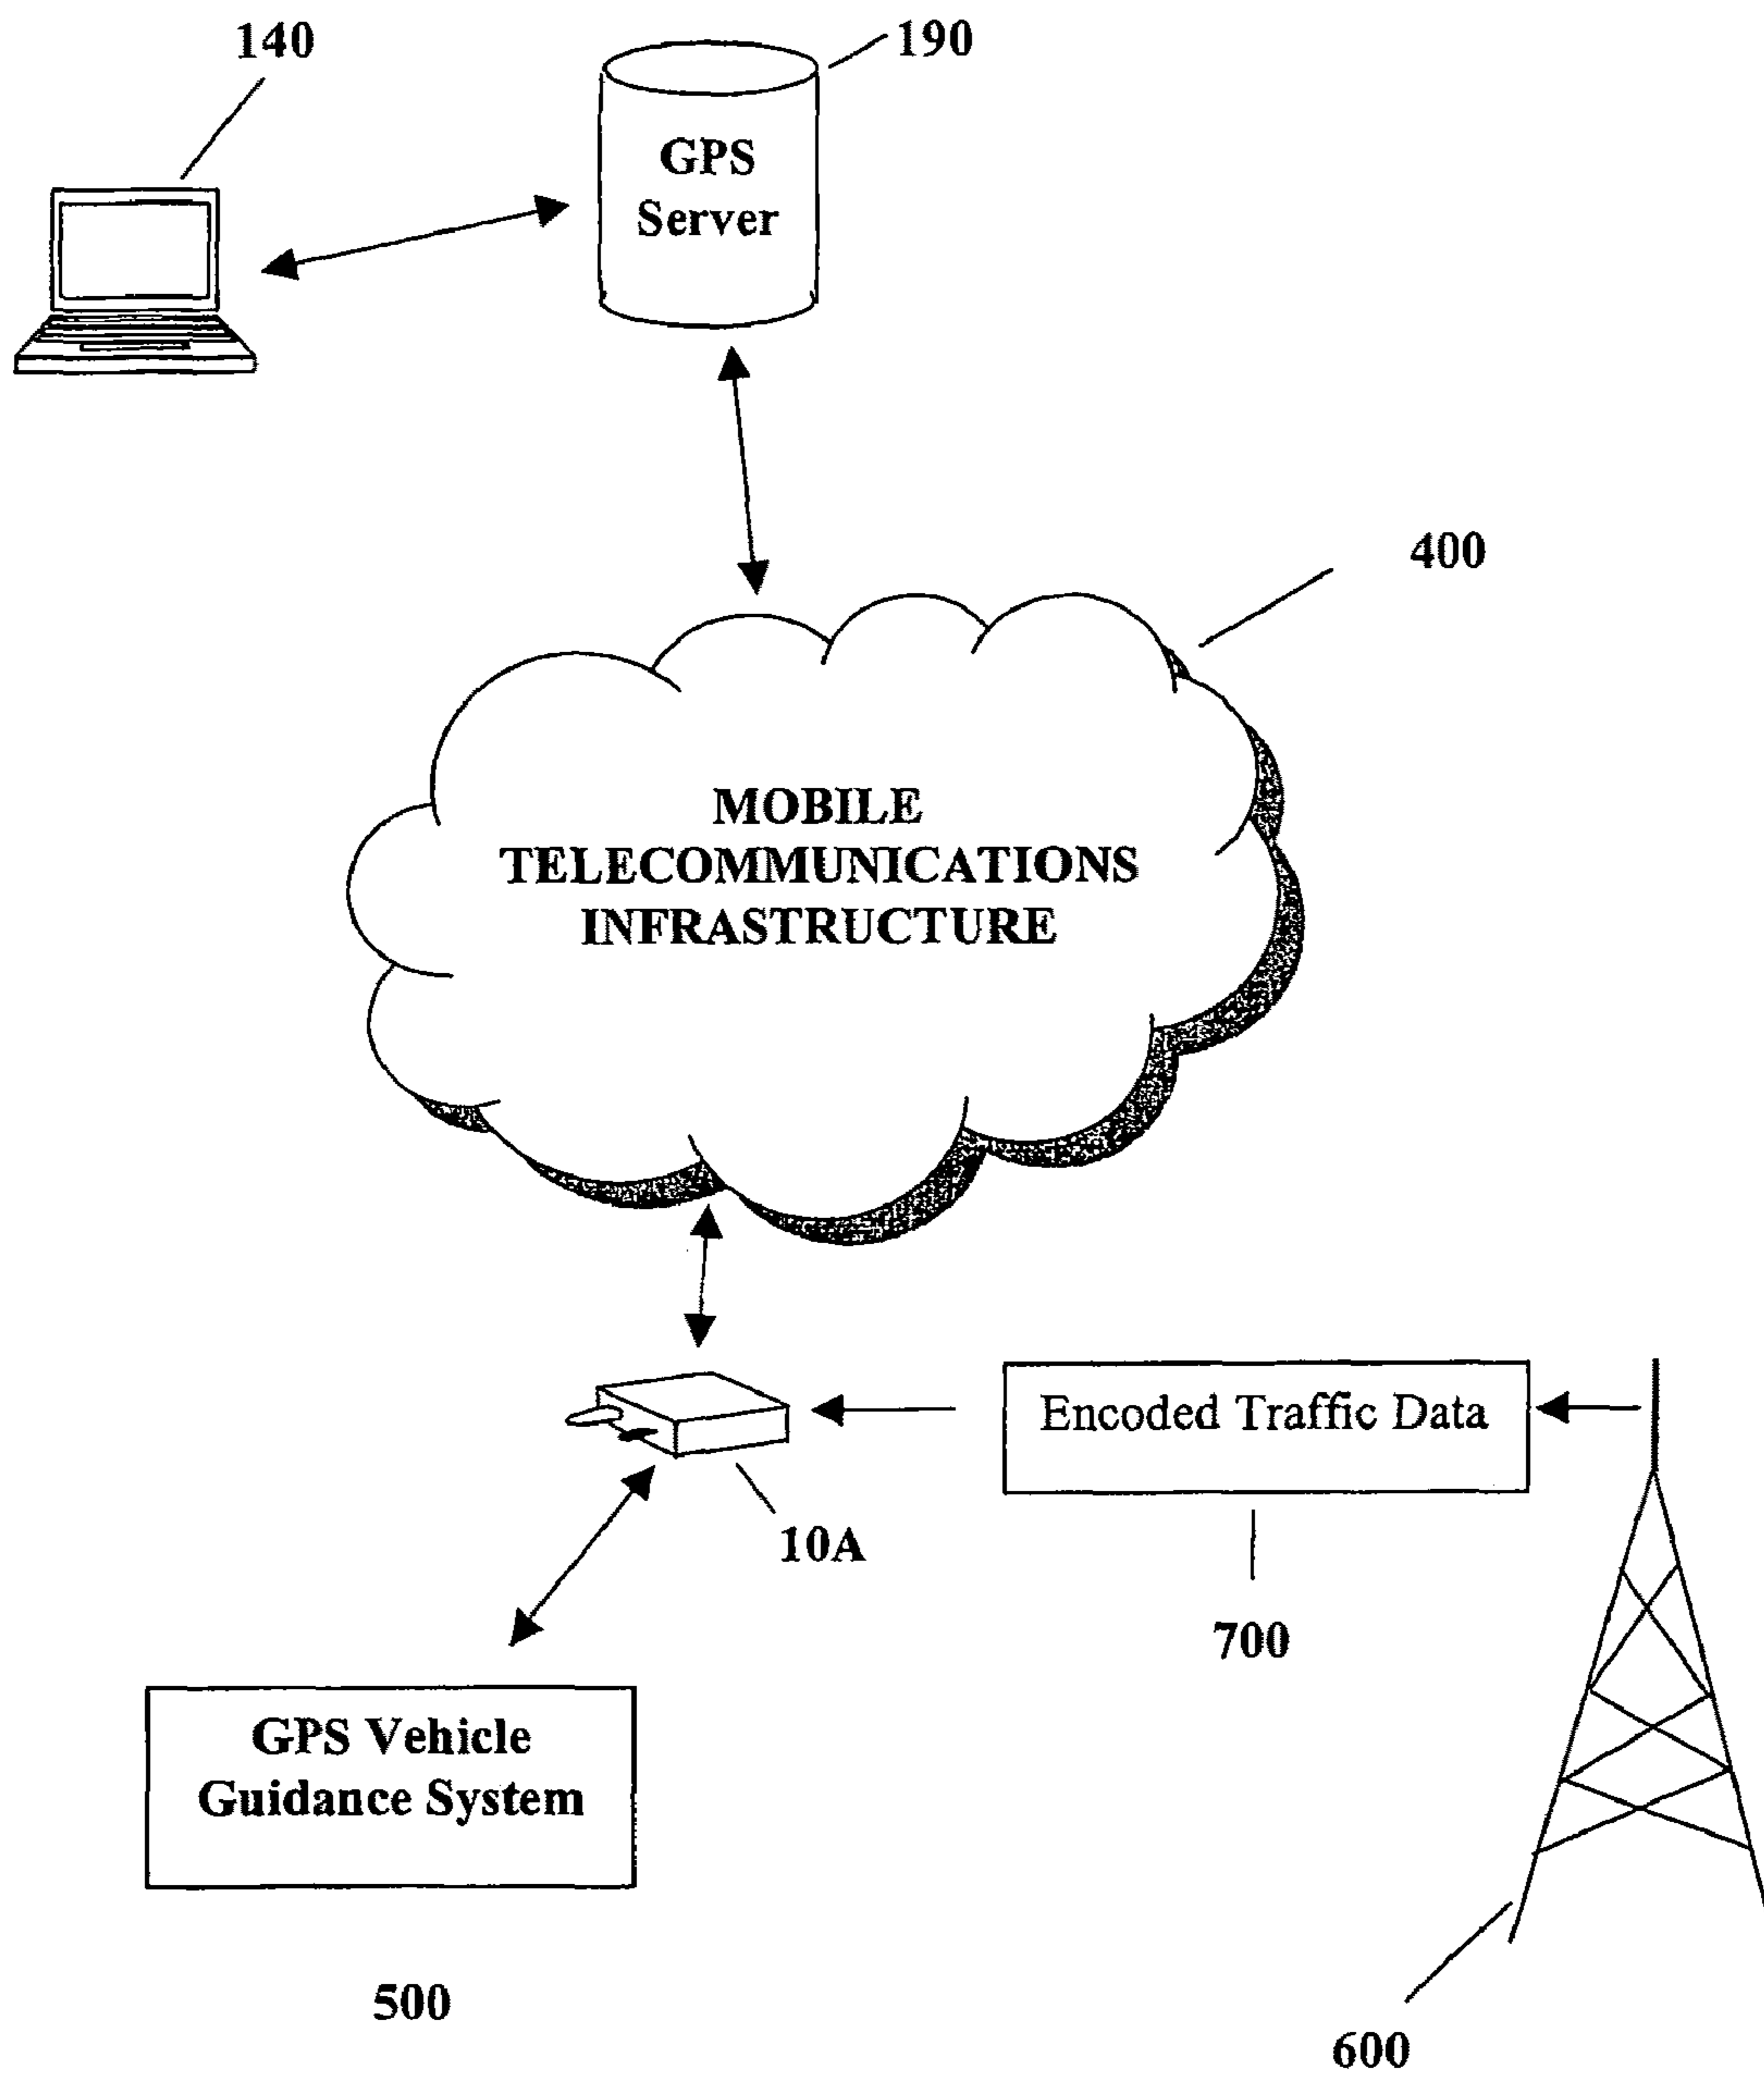 140
190
GPS
Server
400
MOBILE
TELECOMMUNICATIONS
INFRASTRUCTURE
Encoded Traffic Data
10A
700
GPS Vehicle
Guidance System
500
600